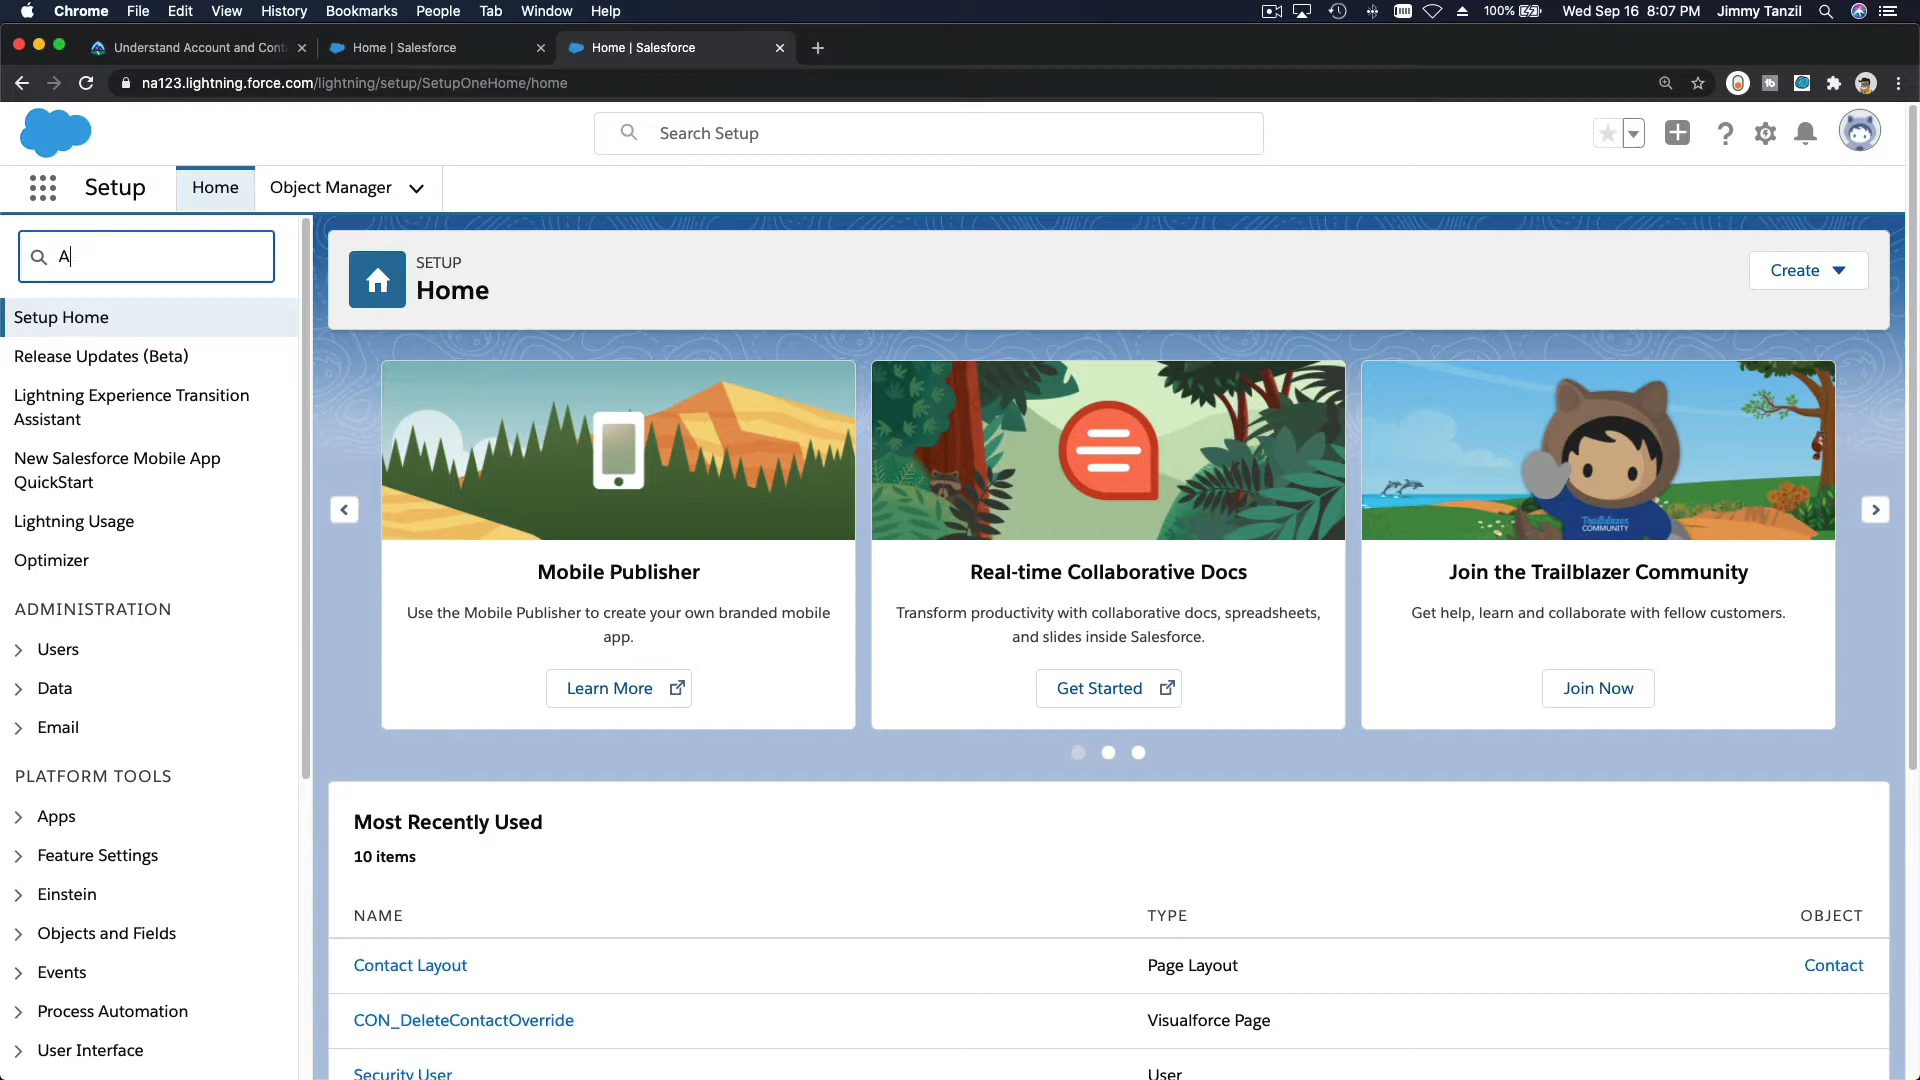 Chrome File Edit View History Bookmarks People Tab Window Help 100% Wed Sep 16 8:07 PM Jimmy Tanzil
Understand Account and Cont Home | Salesforce Home | Salesforce
na123.lightning.force.com/lightning/setup/SetupOneHome/home
Search Setup
Setup Home Object Manager
A
SETUP
Home
Create
Setup Home
Release Updates (Beta)
Lightning Experience Transition
Assistant
New Salesforce Mobile App
QuickStart
Lightning Usage
Optimizer
ADMINISTRATION
Users
Data
Email
PLATFORM TOOLS
Apps
Feature Settings
Einstein
Objects and Fields
Events
Process Automation
User Interface
Mobile Publisher
Use the Mobile Publisher to create your own branded mobile
app.
Learn More
Real-time Collaborative Docs
Transform productivity with collaborative docs, spreadsheets,
and slides inside Salesforce.
Get Started
Trailblazer
COMMUNITY
Join the Trailblazer Community
Get help, learn and collaborate with fellow customers.
Join Now
Most Recently Used
10 items
NAME TYPE OBJECT
Contact Layout Page Layout Contact
CON_DeleteContactOverride Visualforce Page
Security User User